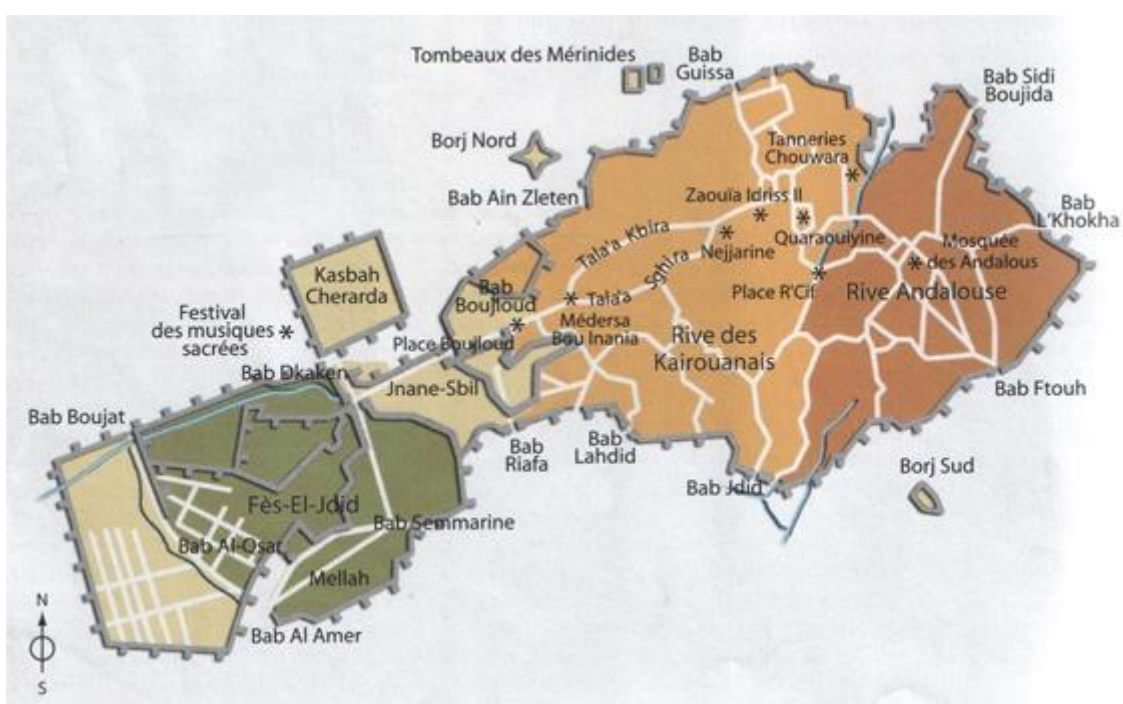 Tombeaux des Mérinides
Bab
Guissa
Bab Sidi
Boujida
Borj Nord
Tanneries
Chouwara
Bab Ain Zleten
Zaouïa Idriss II
Bab
L'Khokha
Tala'a Kbira
Quaraouiyine
Nejjarine
Mosquée
des Andalous
Kasbah
Cherarda
Tala'a Sghira
Place R'Cif
Rive Andalouse
Bab
Boujloud
Festival
des musiques
sacrées
Médersa
Bou Inania
Place Boujloud
Rive des
Kairouanais
Bab Dkaken
Jnane-Sbil
Bab Ftouh
Bab Boujat
Bab
Riafa
Bab
Lahdid
Borj Sud
Bab Jdid
Fès-El-Jdid
Bab Semmarine
Bab Al-Qsar
Mellah
N
Bab Al Amer
S